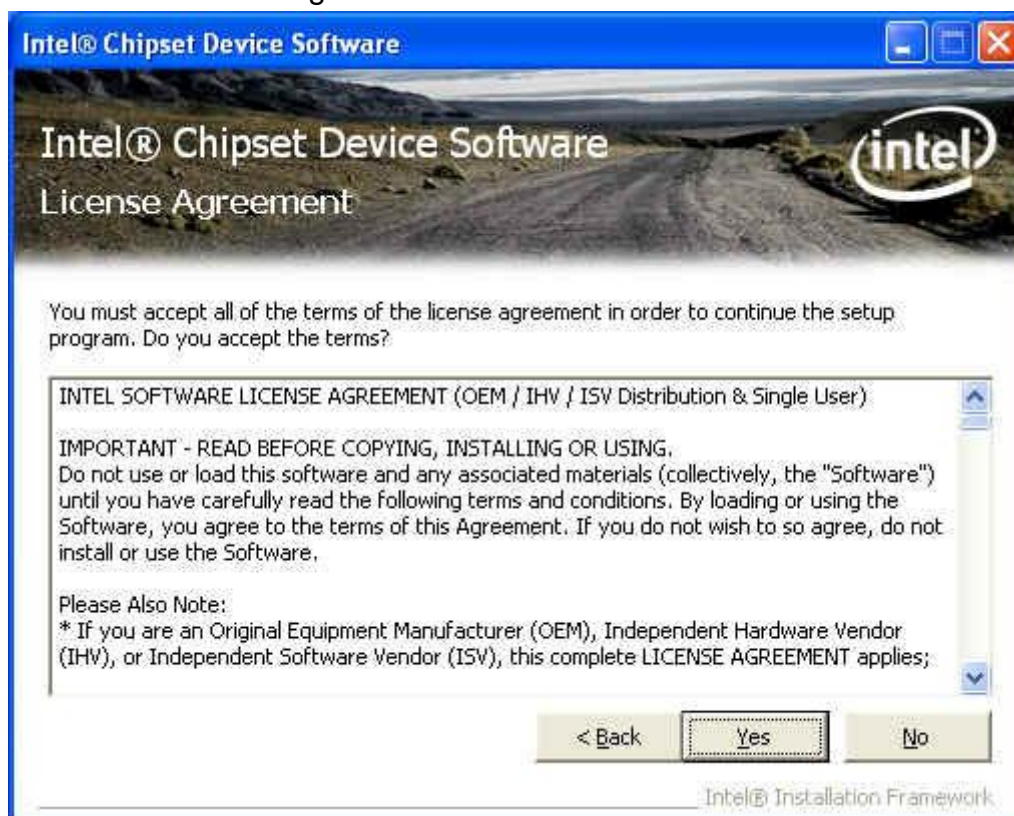 Intel® Chipset Device Software
Intel® Chipset Device Software
intel
License Agreement
You must accept all of the terms of the license agreement in order to continue the setup
program. Do you accept the terms?
INTEL SOFTWARE LICENSE AGREEMENT (OEM / IHV / ISV Distribution & Single User)
IMPORTANT - READ BEFORE COPYING, INSTALLING OR USING.
Do not use or load this software and any associated materials (collectively, the "Software")
until you have carefully read the following terms and conditions. By loading or using the
Software, you agree to the terms of this Agreement. If you do not wish to so agree, do not
install or use the Software.
Please Also Note:
* If you are an Original Equipment Manufacturer (OEM), Independent Hardware Vendor
(IHV), or Independent Software Vendor (ISV), this complete LICENSE AGREEMENT applies;
< Back Yes No
Intel® Installation Framework